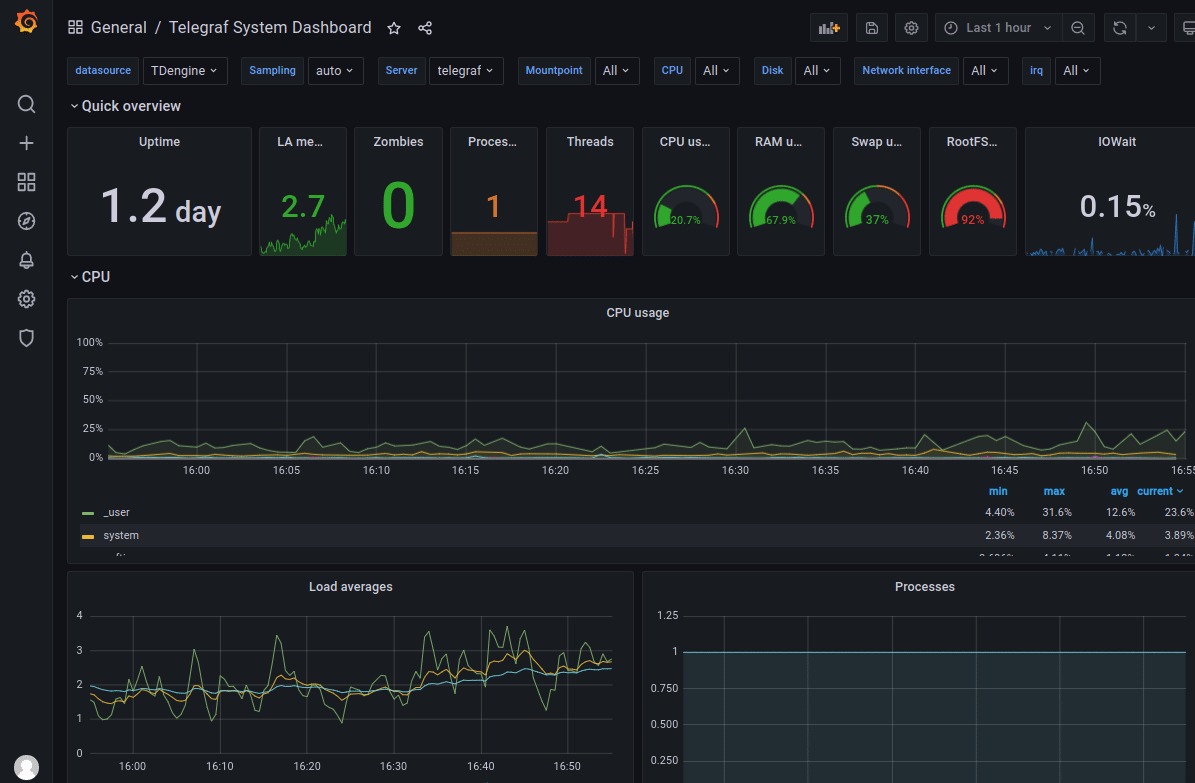 General / Telegraf System Dashboard
Last 1 hour
datasource TDengine Sampling auto Server telegraf Mountpoint All CPU All Disk All Network interface All irq All
Quick overview
Uptime LA me... Zombies Proces... Threads CPU us... RAM u... Swap u... RootFS... IOWait
1.2 day 2.7 0 1 14 20.7% 67.9% 37% 92% 0.15%
CPU
CPU usage
100%
75%
50%
25%
0%
16:00 16:05 16:10 16:15 16:20 16:25 16:30 16:35 16:40 16:45 16:50 16:55
min max avg current
_user 4.40% 31.6% 12.6% 23.6%
system 2.36% 8.37% 4.08% 3.89%
Load averages
4
3
2
1
0
16:00 16:10 16:20 16:30 16:40 16:50
Processes
1.25
1
0.750
0.500
0.250